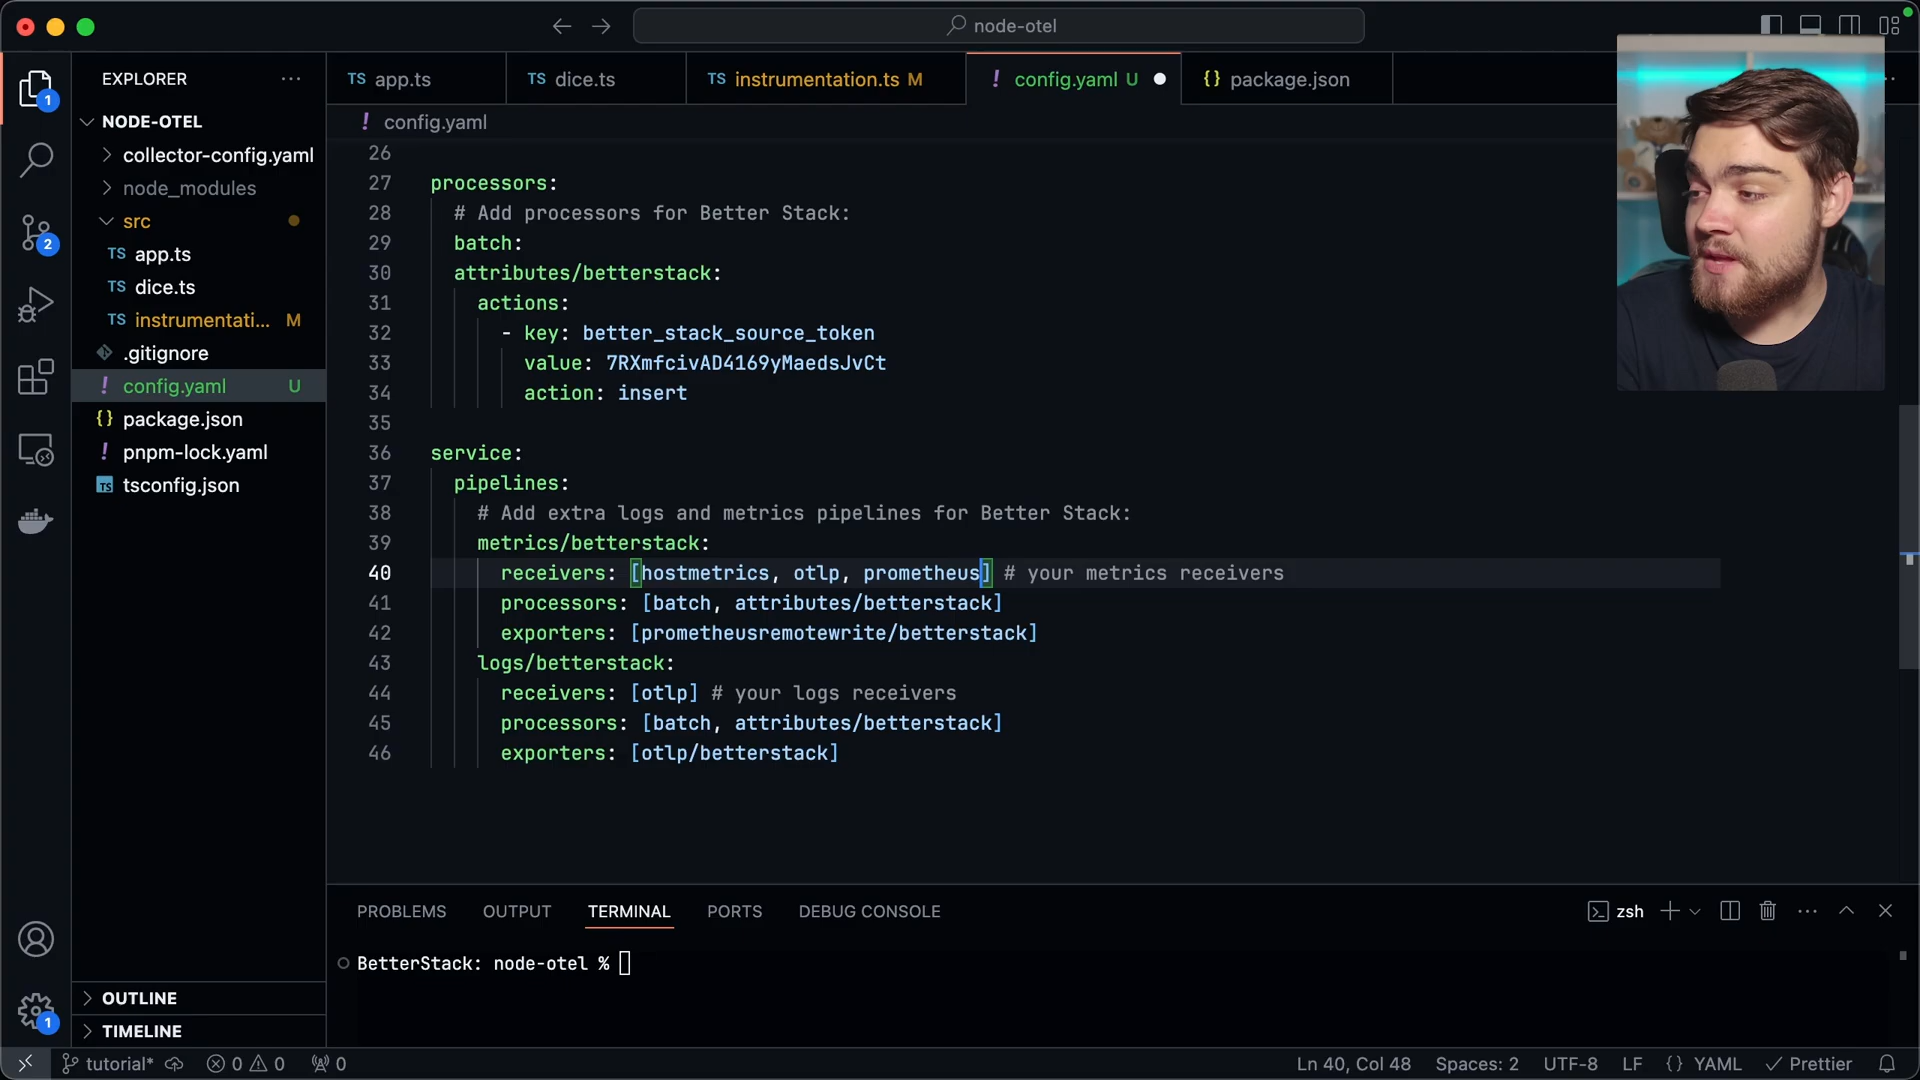 node-otel
EXPLORER
NODE-OTEL
collector-config.yaml
node_modules
src
TS app.ts
TS dice.ts
TS instrumentati... M
.gitignore
! config.yaml U
{} package.json
! pnpm-lock.yaml
TS tsconfig.json
OUTLINE
TIMELINE
1
2
1
TS app.ts
TS dice.ts
TS instrumentation.ts M
! config.yaml U
{} package.json
! config.yaml
26
27 processors:
28 # Add processors for Better Stack:
29 batch:
30 attributes/betterstack:
31 actions:
32 - key: better_stack_source_token
33 value: 7RXmfcivAD4169yMaedsJvCt
34 action: insert
35
36 service:
37 pipelines:
38 # Add extra logs and metrics pipelines for Better Stack:
39 metrics/betterstack:
40 receivers: [hostmetrics, otlp, prometheus] # your metrics receivers
41 processors: [batch, attributes/betterstack]
42 exporters: [prometheusremotewrite/betterstack]
43 logs/betterstack:
44 receivers: [otlp] # your logs receivers
45 processors: [batch, attributes/betterstack]
46 exporters: [otlp/betterstack]
PROBLEMS OUTPUT TERMINAL PORTS DEBUG CONSOLE
zsh
BetterStack: node-otel %
tutorial* 0 0 0
Ln 40, Col 48 Spaces: 2 UTF-8 LF {} YAML Prettier